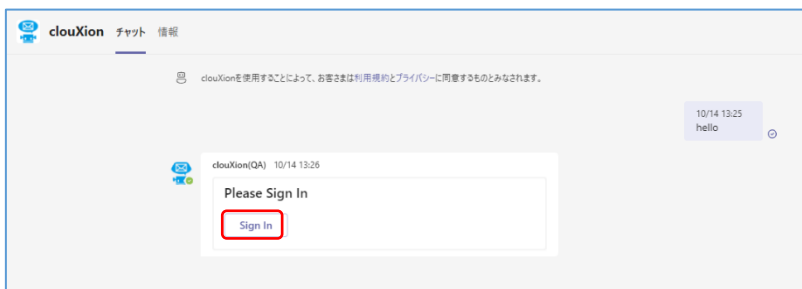 clouXion チャット 情報
clouXionを使用することによって、お客さまは利用規約とプライバシーに同意するものとみなされます。
10/14 13:25
hello
clouXion(QA) 10/14 13:26
Please Sign In
Sign In